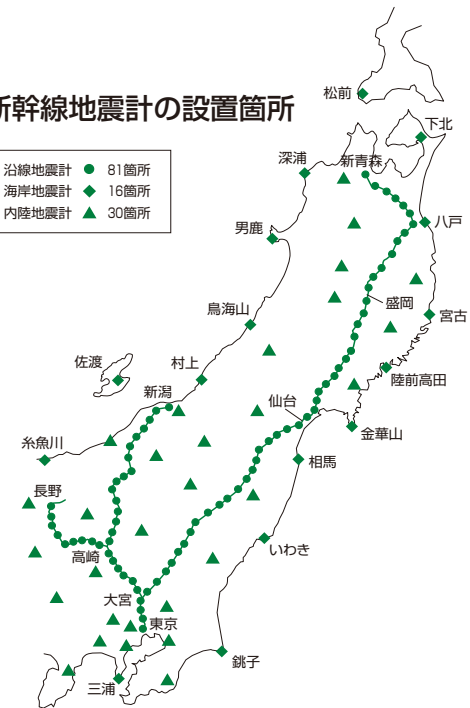 新幹線地震計の設置箇所
沿線地震計 ● 81箇所
海岸地震計 ◆ 16箇所
内陸地震計 ▲ 30箇所
松前
下北
深浦
新青森
八戸
男鹿
盛岡
宮古
鳥海山
陸前高田
佐渡
村上
新潟
仙台
金華山
糸魚川
相馬
長野
いわき
高崎
大宮
東京
銚子
三浦